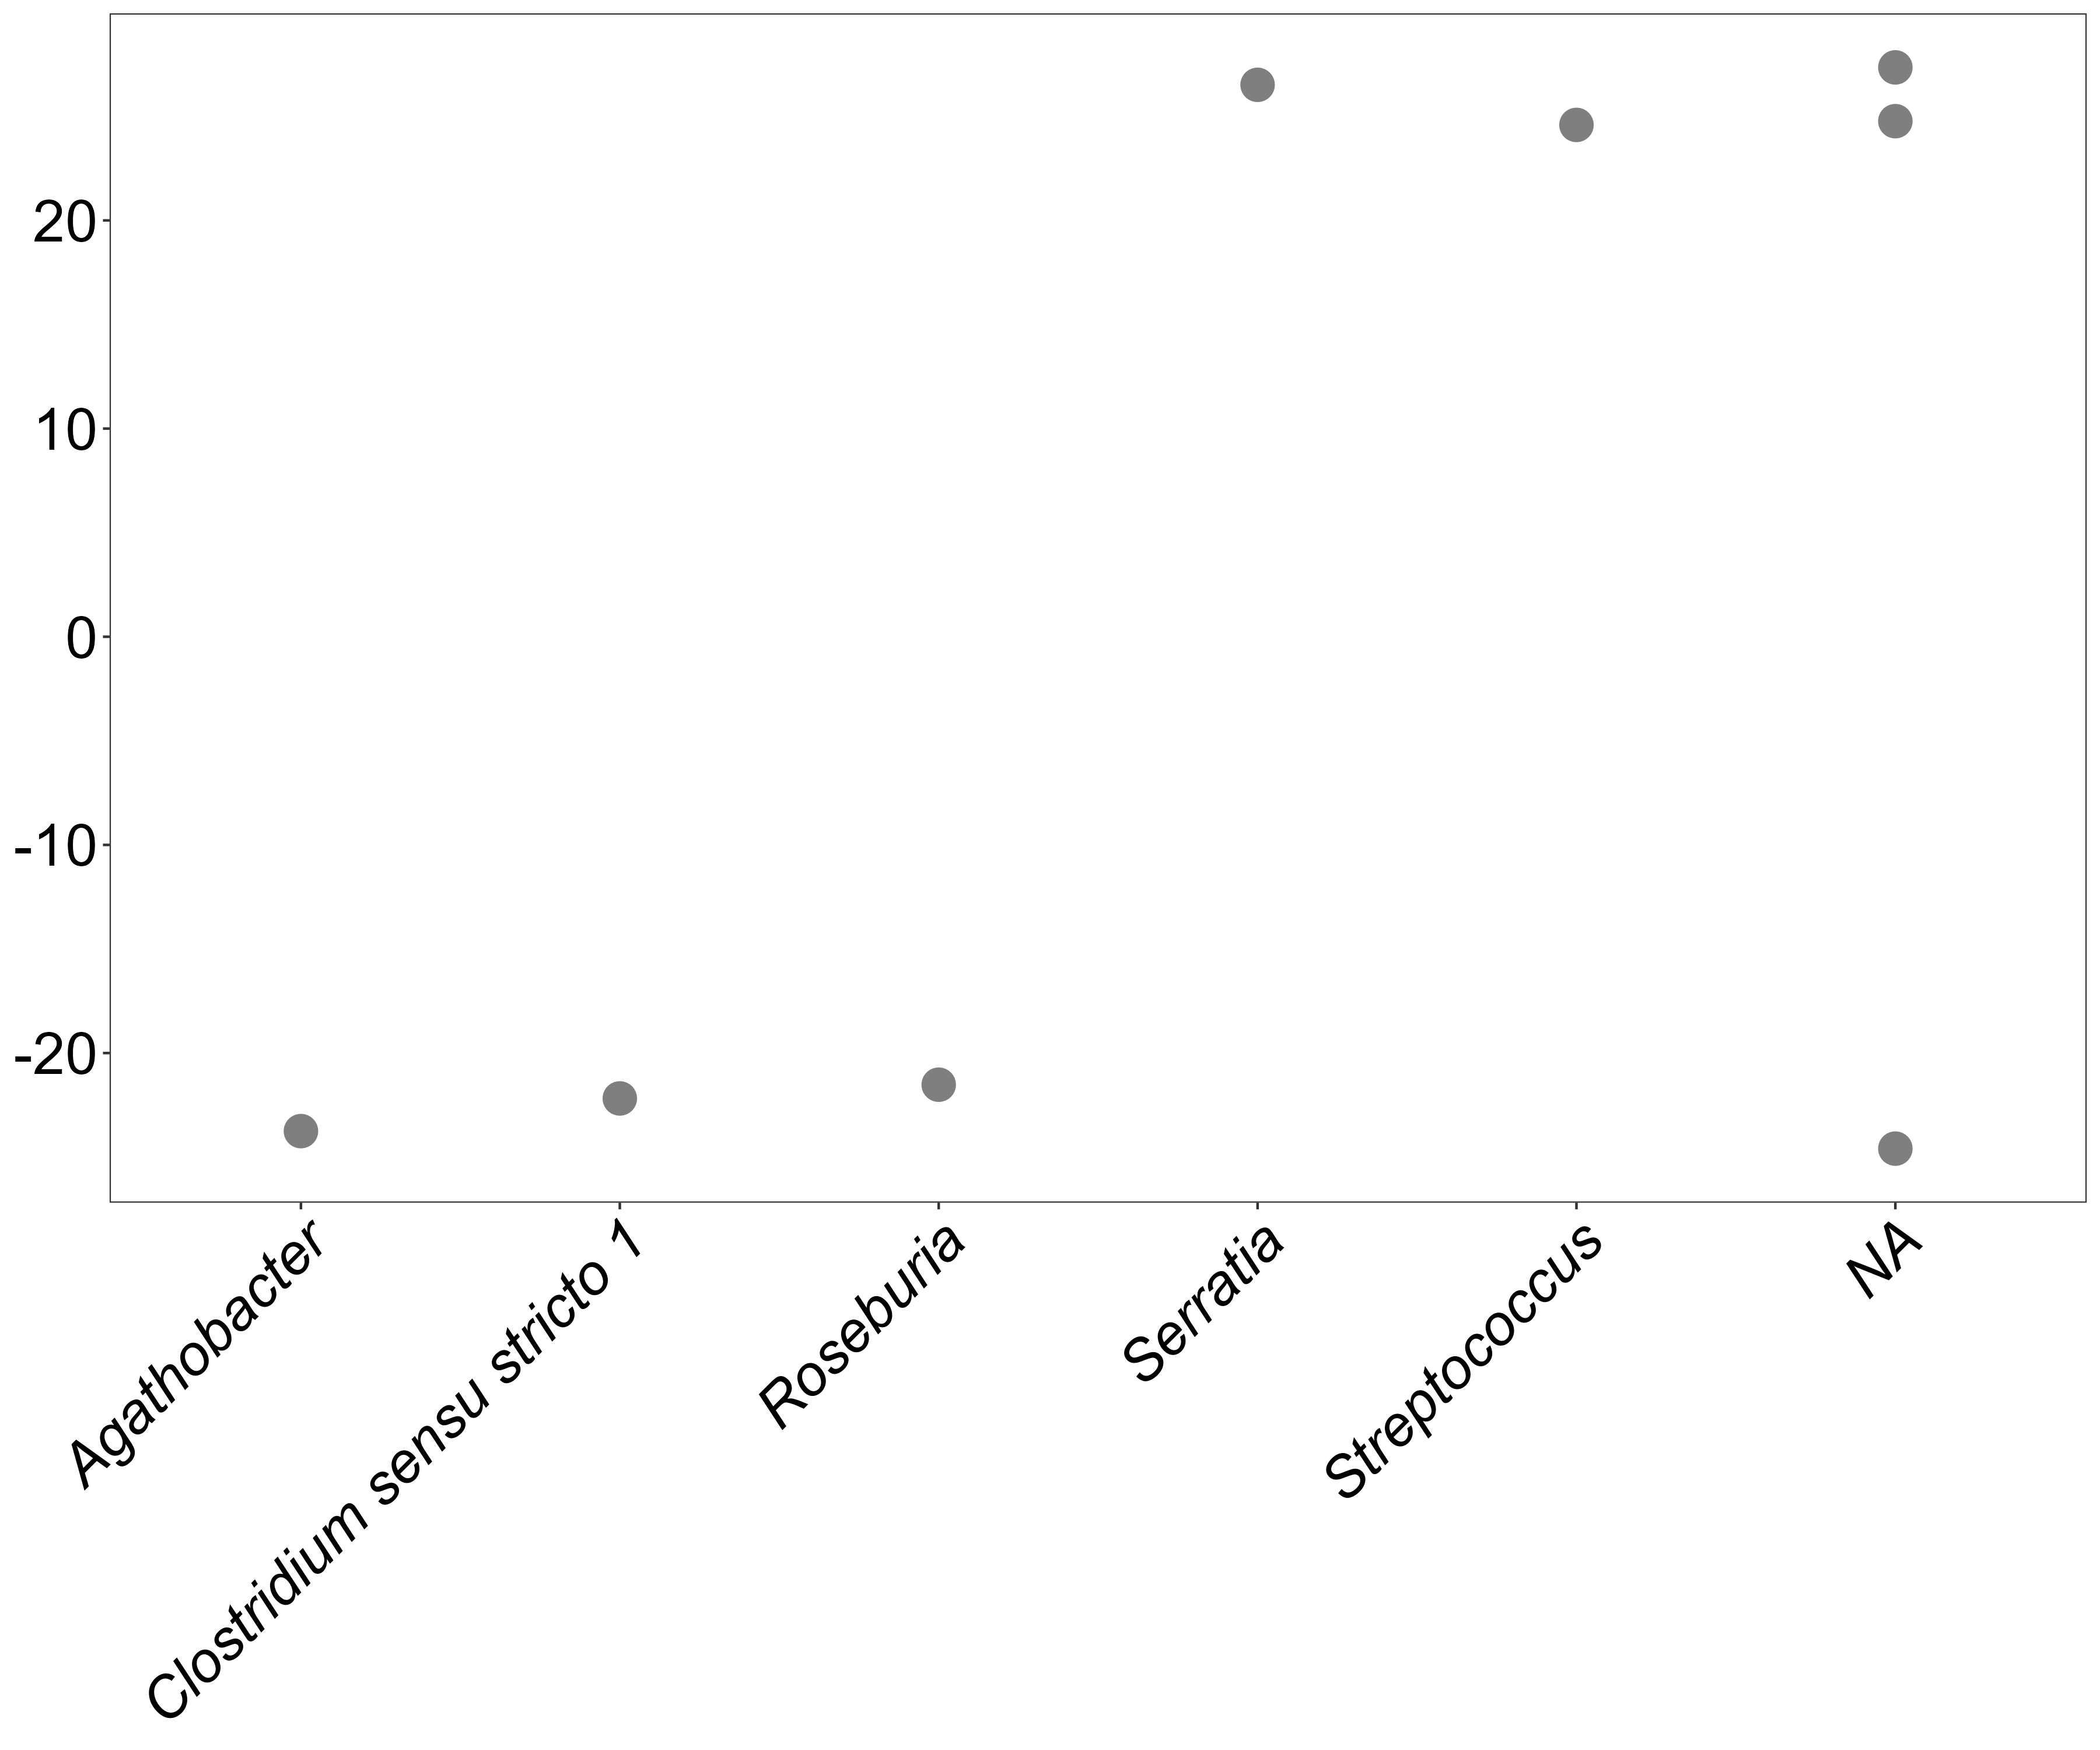 20
10
0
-10
-20
Agathobacter
Clostridium sensu stricto 1
Roseburia
Serratia
Streptococcus
NA